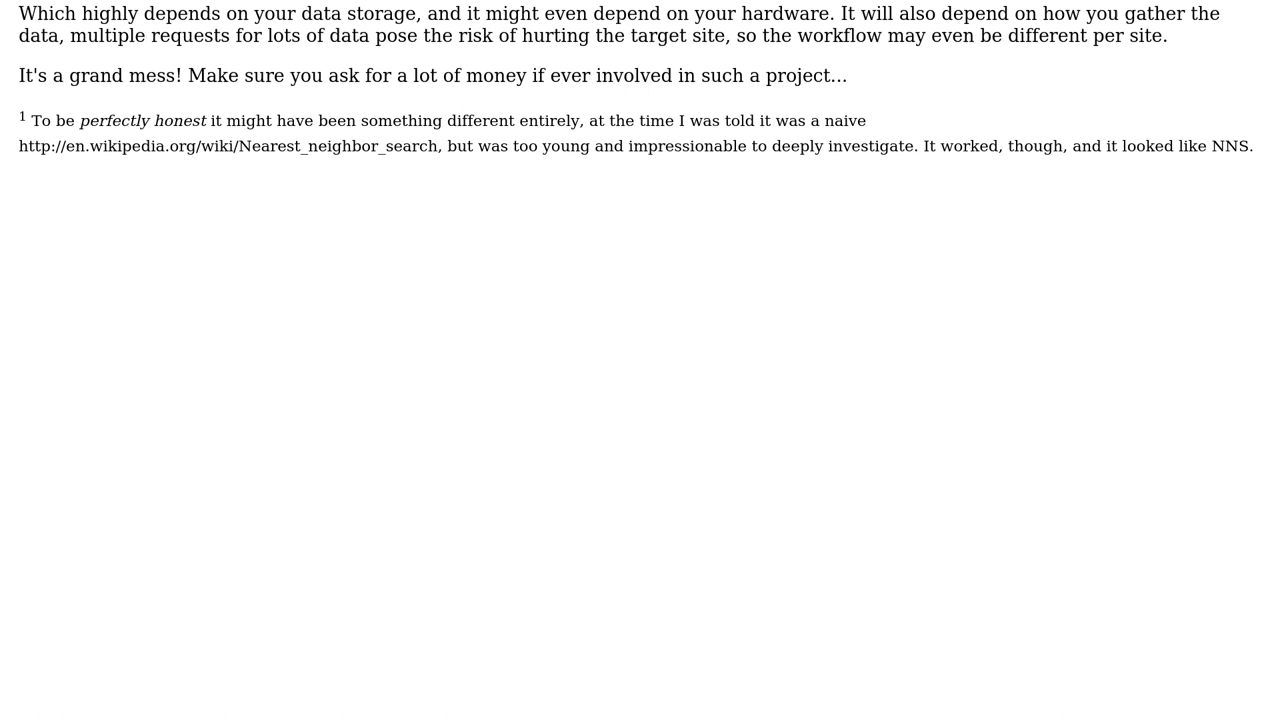 Which highly depends on your data storage, and it might even depend on your hardware. It will also depend on how you gather the
data, multiple requests for lots of data pose the risk of hurting the target site, so the workflow may even be different per site.
It's a grand mess! Make sure you ask for a lot of money if ever involved in such a project...
1 To be perfectly honest it might have been something different entirely, at the time I was told it was a naive
http://en.wikipedia.org/wiki/Nearest_neighbor_search, but was too young and impressionable to deeply investigate. It worked, though, and it looked like NNS.